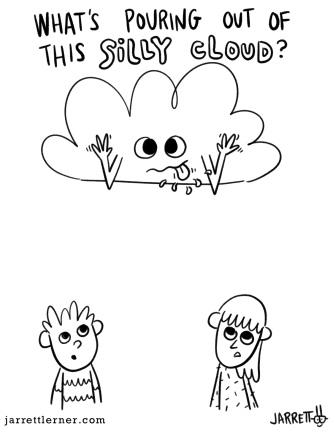 WHAT'S POURING OUT OF
THIS SILLY CLOUD?
JARRETT
jarrettlerner.com